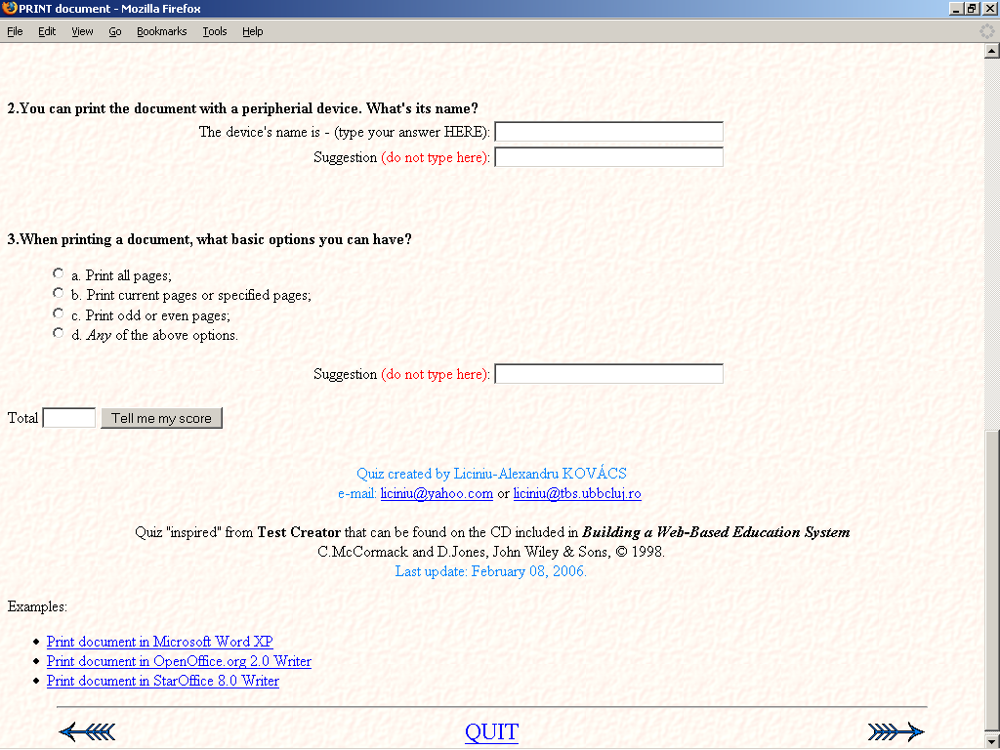 PRINT document - Mozilla Firefox
File Edit View Go Bookmarks Tools Help
2.You can print the document with a peripherial device. What's its name?
The device's name is - (type your answer HERE):
Suggestion (do not type here):
3.When printing a document, what basic options you can have?
a. Print all pages;
b. Print current pages or specified pages;
c. Print odd or even pages;
d. Any of the above options.
Suggestion (do not type here):
Total Tell me my score
Quiz created by Liciniu-Alexandru KOVÁCS
e-mail: liciniu@yahoo.com or liciniu@tbs.ubbcluj.ro
Quiz "inspired" from Test Creator that can be found on the CD included in Building a Web-Based Education System
C.McCormack and D.Jones, John Wiley & Sons, © 1998.
Last update: February 08, 2006.
Examples:
Print document in Microsoft Word XP
Print document in OpenOffice.org 2.0 Writer
Print document in StarOffice 8.0 Writer
QUIT